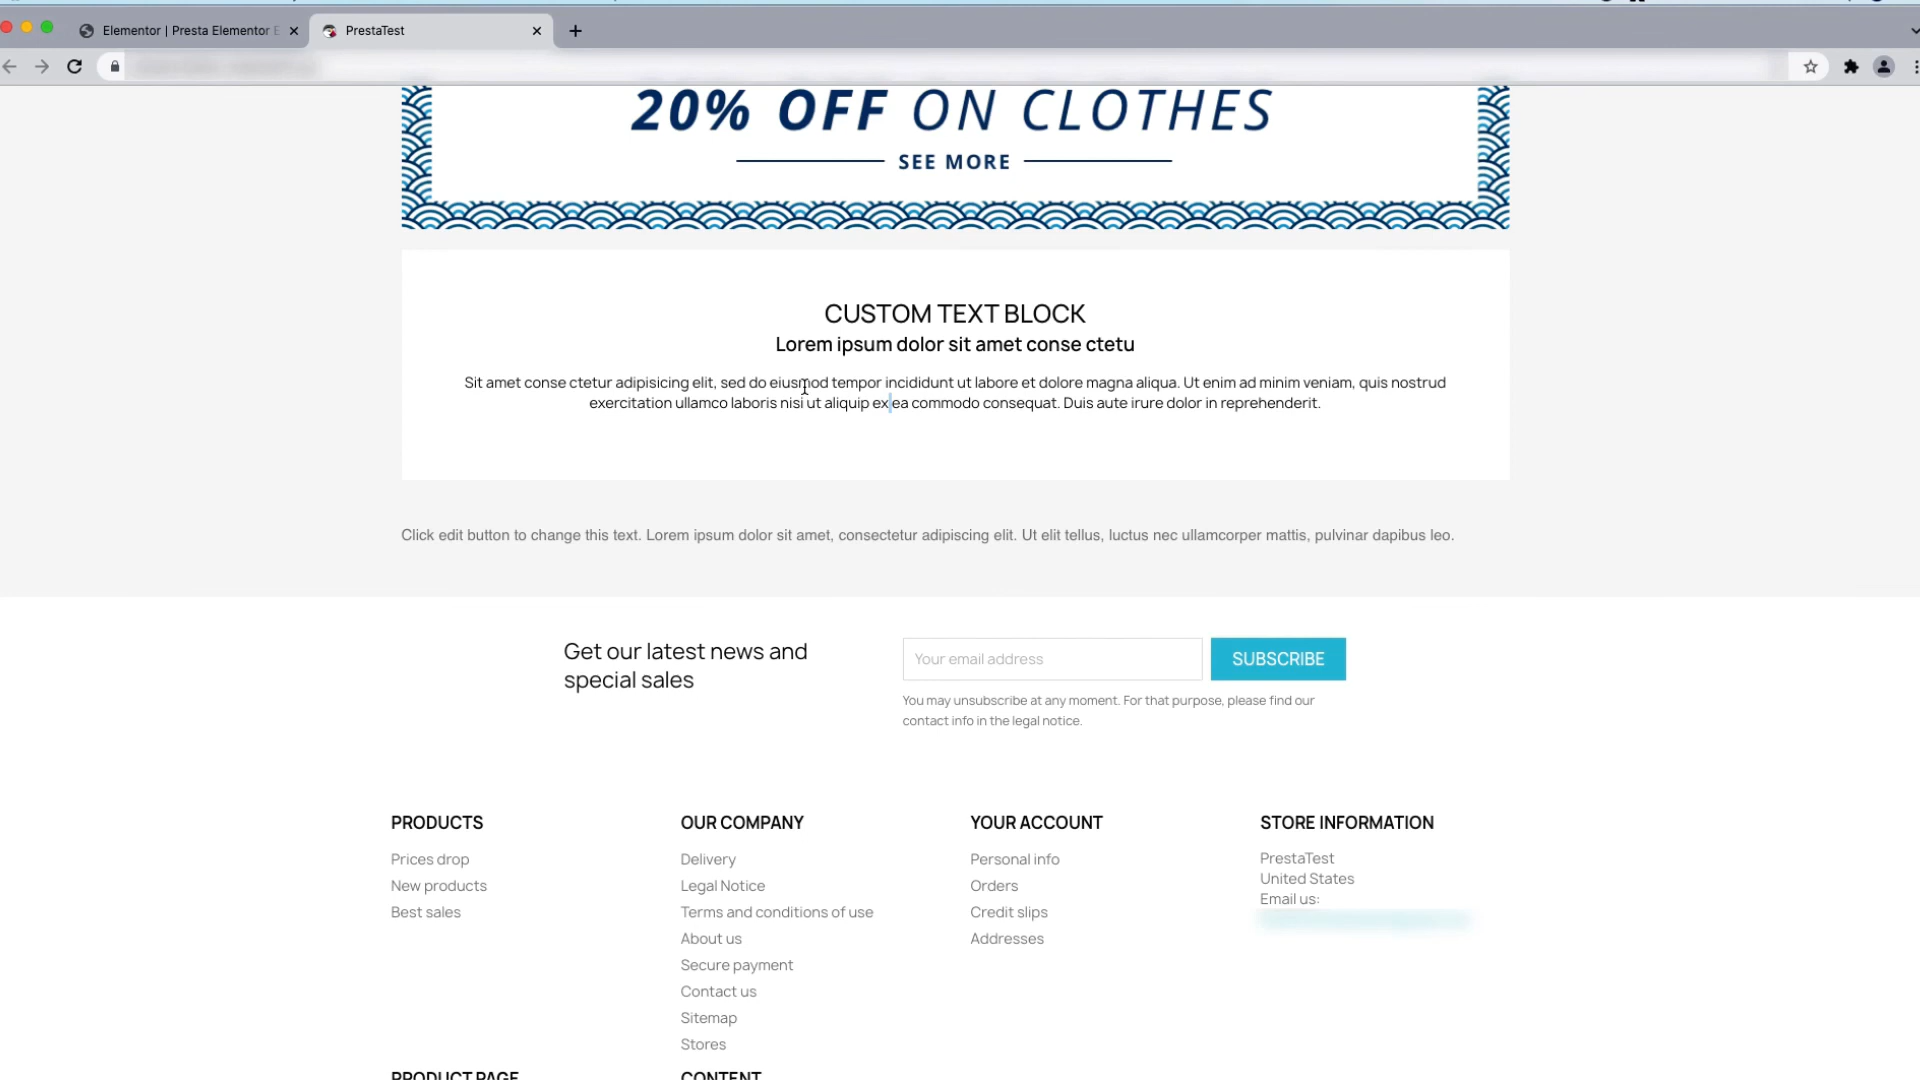 Elementor | Presta Elementor E
PrestaTest
20% OFF ON CLOTHES
SEE MORE
CUSTOM TEXT BLOCK
Lorem ipsum dolor sit amet conse ctetu
Sit amet conse ctetur adipisicing elit, sed do eiusmod tempor incididunt ut labore et dolore magna aliqua. Ut enim ad minim veniam, quis nostrud
exercitation ullamco laboris nisi ut aliquip ex ea commodo consequat. Duis aute irure dolor in reprehenderit.
Click edit button to change this text. Lorem ipsum dolor sit amet, consectetur adipiscing elit. Ut elit tellus, luctus nec ullamcorper mattis, pulvinar dapibus leo.
Get our latest news and
special sales
Your email address
SUBSCRIBE
You may unsubscribe at any moment. For that purpose, please find our
contact info in the legal notice.
PRODUCTS
Prices drop
New products
Best sales
OUR COMPANY
Delivery
Legal Notice
Terms and conditions of use
About us
Secure payment
Contact us
Sitemap
Stores
YOUR ACCOUNT
Personal info
Orders
Credit slips
Addresses
STORE INFORMATION
PrestaTest
United States
Email us:
PRODUCT PAGE
CONTENT